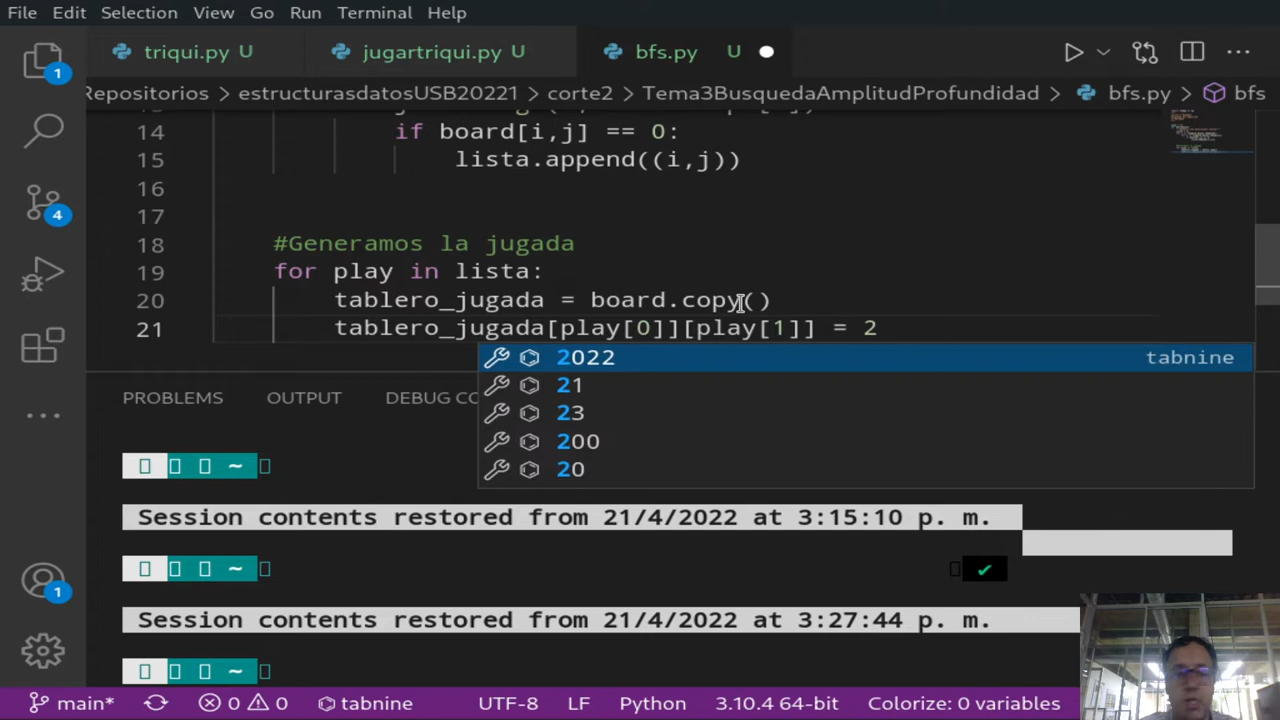 File Edit Selection View Go Run Terminal Help
triqui.py U jugartriqui.py U bfs.py U
Repositorios > estructurasdatosUSB20221 > corte2 > Tema3BusquedaAmplitudProfundidad > bfs.py > bfs
14 if board[i,j] == 0:
15 lista.append((i,j))
16
17
18 #Generamos la jugada
19 for play in lista:
20 tablero_jugada = board.copy()
21 tablero_jugada[play[0]][play[1]] = 2
2022 tabnine
21
23
200
20
PROBLEMS OUTPUT DEBUG CO
~
Session contents restored from 21/4/2022 at 3:15:10 p. m.
~
Session contents restored from 21/4/2022 at 3:27:44 p. m.
~
1
4
1
main* 0 0 tabnine UTF-8 LF Python 3.10.4 64-bit Colorize: 0 variables